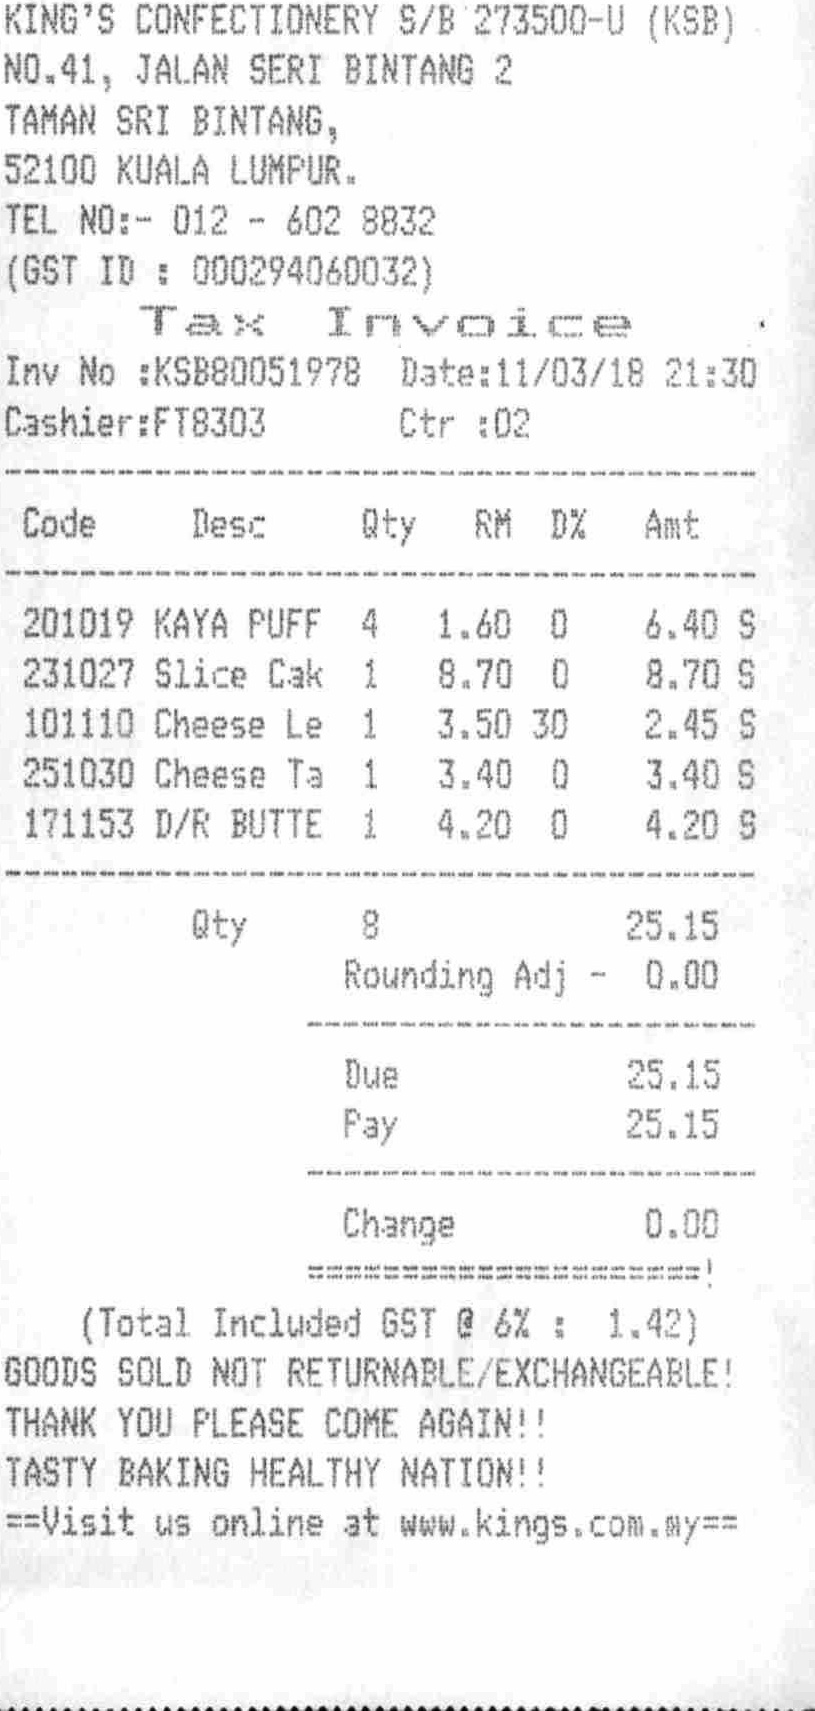 KING'S CONFECTIONERY S/B 273500-U (KSB)
NO.41, JALAN SERI BINTANG 2
TAMAN SRI BINTANG,
52100 KUALA LUMPUR.
TEL NO:- 012 - 602 8832
(GST ID : 000294060032)
Tax Invoice
Inv No :KSB80051978 Date:11/03/18 21:30
Cashier:FT8303 Ctr :02
Code Desc Qty RM D% Amt
201019 KAYA PUFF 4 1.60 0 6.40 S
231027 Slice Cak 1 8.70 0 8.70 S
101110 Cheese Le 1 3.50 30 2.45 S
251030 Cheese Ta 1 3.40 0 3.40 S
171153 D/R BUTTE 1 4.20 0 4.20 S
Qty 8 25.15
Rounding Adj - 0.00
Due 25.15
Pay 25.15
Change 0.00
(Total Included GST @ 6% : 1.42)
GOODS SOLD NOT RETURNABLE/EXCHANGEABLE!
THANK YOU PLEASE COME AGAIN!!
TASTY BAKING HEALTHY NATION!!
==Visit us online at www.kings.com.my==